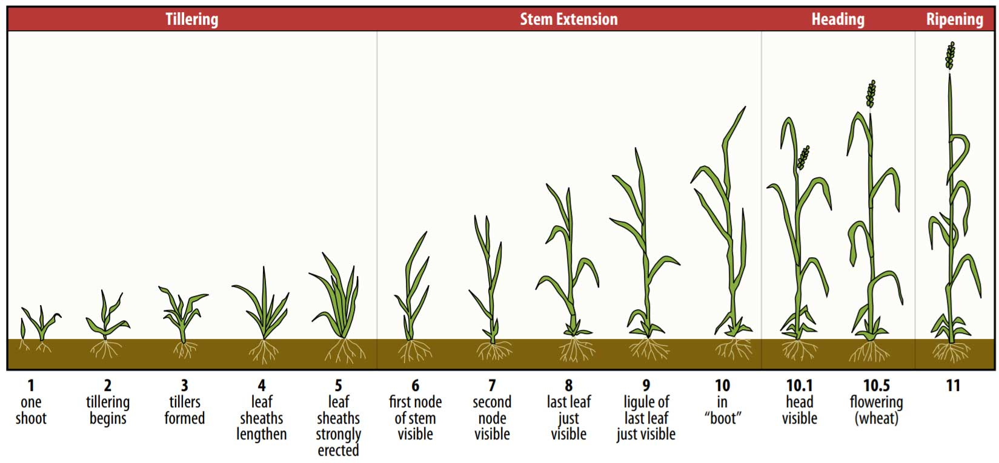 Tillering
Stem Extension
Heading
Ripening
1
one
shoot
2
tillering
begins
3
tillers
formed
4
leaf
sheaths
lengthen
5
leaf
sheaths
strongly
erected
6
first node
of stem
visible
7
second
node
visible
8
last leaf
just
visible
9
ligule of
last leaf
just visible
10
in
“boot”
10.1
head
visible
10.5
flowering
(wheat)
11